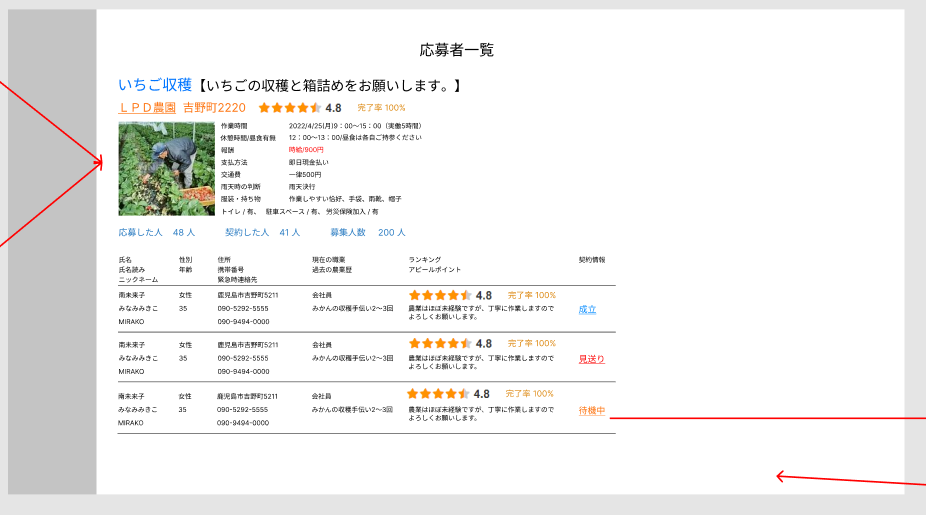 応募者一覧
いちご収穫【いちごの収穫と箱詰めをお願いします。】
ＬＰＤ農園 吉野町2220 4.8 完了率 100%
作業時間 2022/4/25(月)9：00〜15：00（実働5時間）
休憩時間/昼食有無 12：00〜13：00/昼食は各自ご持参ください
報酬 時給/900円
支払方法 即日現金払い
交通費 一律500円
雨天時の判断 雨天決行
服装・持ち物 作業しやすい恰好、手袋、雨靴、帽子
トイレ / 有、 駐車スペース / 有、労災保険加入 / 有
応募した人 48 人 契約した人 41 人 募集人数 200 人
氏名 性別 住所 現在の職業 ランキング 契約情報
氏名読み 年齢 携帯番号 過去の農業歴 アピールポイント
ニックネーム 緊急時連絡先
南未来子 女性 鹿児島市吉野町5211 会社員 4.8 完了率 100%
みなみみきこ 35 090-5292-5555 みかんの収穫手伝い2〜3回 農業はほぼ未経験ですが、丁寧に作業しますので 成立
よろしくお願いします。
MIRAKO 090-9494-0000
南未来子 女性 鹿児島市吉野町5211 会社員 4.8 完了率 100%
みなみみきこ 35 090-5292-5555 みかんの収穫手伝い2〜3回 農業はほぼ未経験ですが、丁寧に作業しますので 見送り
よろしくお願いします。
MIRAKO 090-9494-0000
南未来子 女性 鹿児島市吉野町5211 会社員 4.8 完了率 100%
みなみみきこ 35 090-5292-5555 みかんの収穫手伝い2〜3回 農業はほぼ未経験ですが、丁寧に作業しますので 待機中
よろしくお願いします。
MIRAKO 090-9494-0000